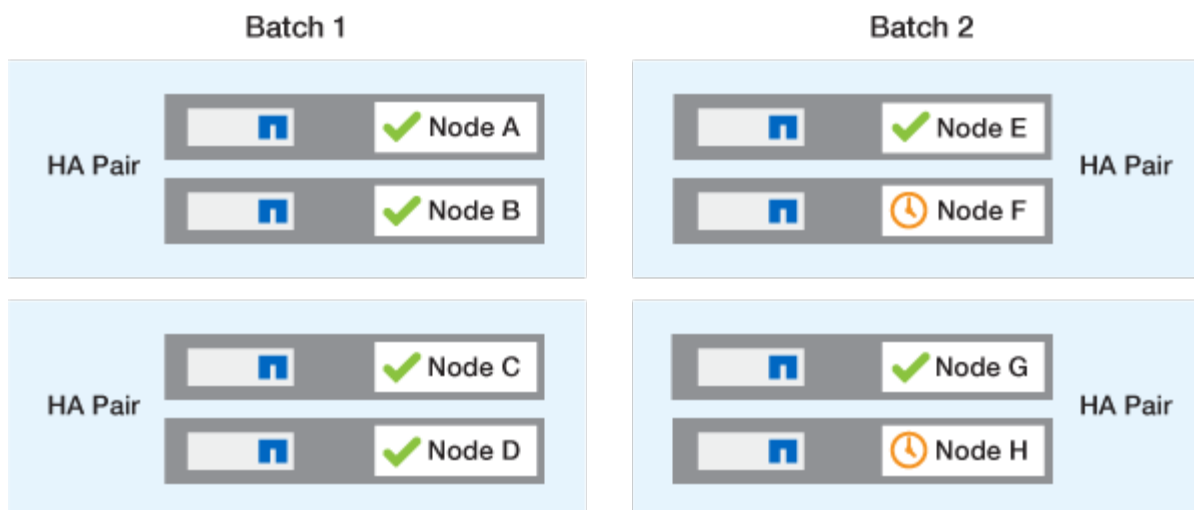 Batch 1
HA Pair
Node A
Node B
HA Pair
Node C
Node D
Batch 2
Node E
Node F
HA Pair
Node G
Node H
HA Pair